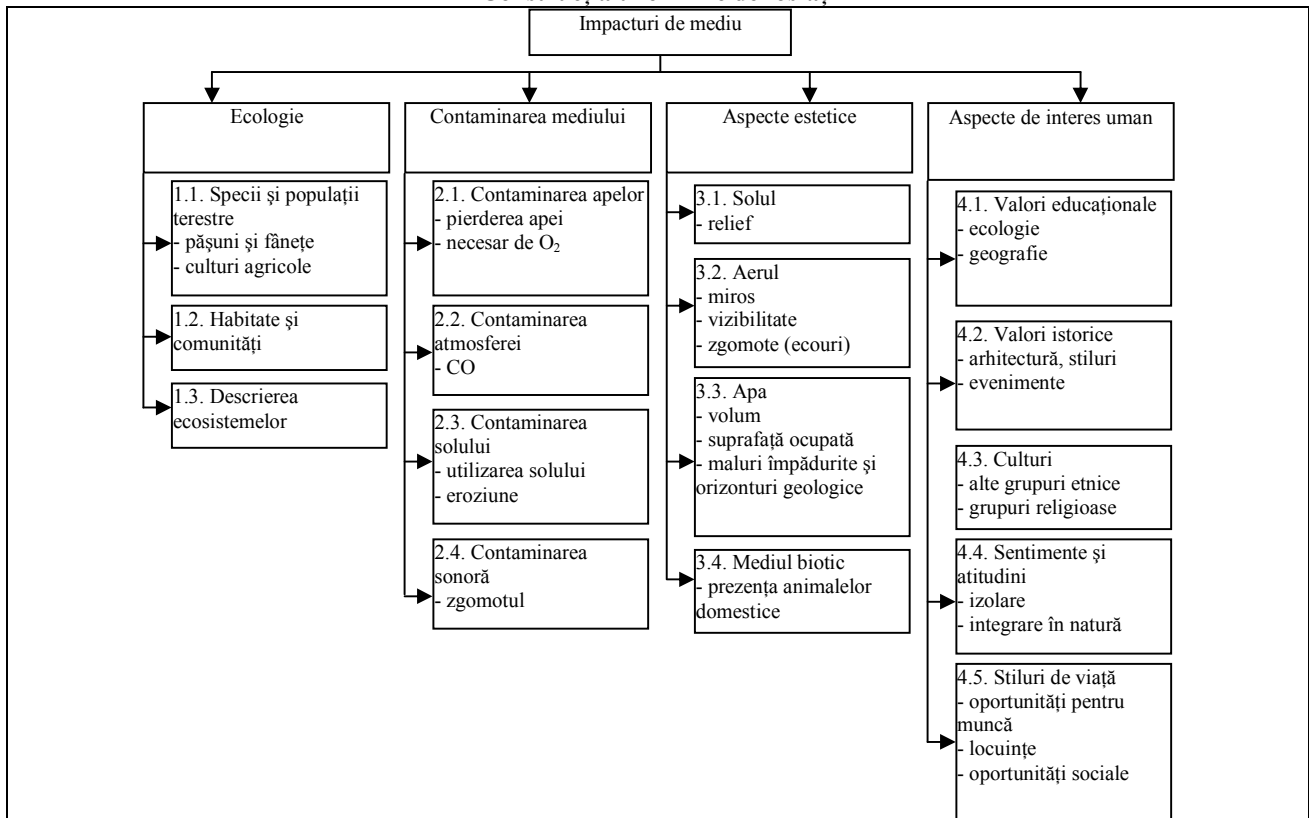 Impacturi de mediu
Ecologie
1.1. Specii şi populații
terestre
- păşuni şi fânețe
- culturi agricole
1.2. Habitate şi
comunități
1.3. Descrierea
ecosistemelor
Contaminarea mediului
2.1. Contaminarea apelor
- pierderea apei
- necesar de O₂
2.2. Contaminarea
atmosferei
- CO
2.3. Contaminarea
solului
- utilizarea solului
- eroziune
2.4. Contaminarea
sonoră
- zgomotul
Aspecte estetice
3.1. Solul
- relief
3.2. Aerul
- miros
- vizibilitate
- zgomote (ecouri)
3.3. Apa
- volum
- suprafață ocupată
- maluri împădurite şi
orizonturi geologice
3.4. Mediul biotic
- prezența animalelor
domestice
Aspecte de interes uman
4.1. Valori educaționale
- ecologie
- geografie
4.2. Valori istorice
- arhitectură, stiluri
- evenimente
4.3. Culturi
- alte grupuri etnice
- grupuri religioase
4.4. Sentimente şi
atitudini
- izolare
- integrare în natură
4.5. Stiluri de viață
- oportunități pentru
muncă
- locuințe
- oportunități sociale